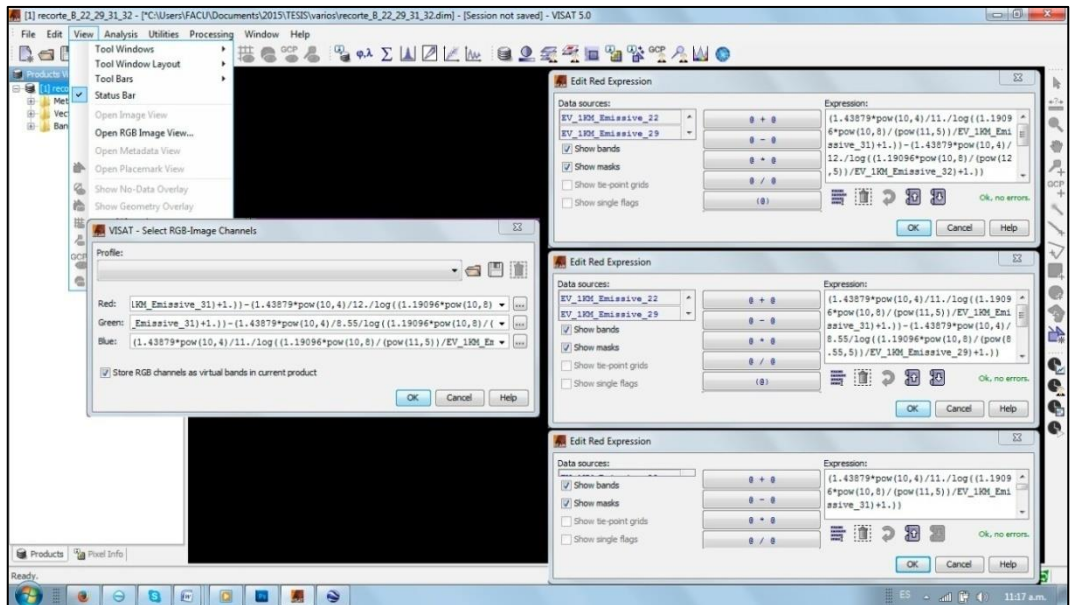 [1] recorte_B_22_29_31_32 - [*C:\Users\FACU\Documents\2015\TESIS\varios\recorte_B_22_29_31_32.dim] - [Session not saved] - VISAT 5.0
File Edit View Analysis Utilities Processing Window Help
GCP φ,λ Σ GCP
Products Vi
[1] reco
Met
Vec
Ban
Tool Windows
Tool Window Layout
Tool Bars
Status Bar
Open Image View
Open RGB Image View...
Open Metadata View
Open Placemark View
Show No-Data Overlay
Show Geometry Overlay
GCP
VISAT - Select RGB-Image Channels
Profile:
Red: LKM_Emissive_31)+1.))-(1.43879*pow(10,4)/12./log((1.19096*pow(10,8) ...
Green: _Emissive_31)+1.))-(1.43879*pow(10,4)/8.55/log((1.19096*pow(10,8)/( ...
Blue: (1.43879*pow(10,4)/11./log((1.19096*pow(10,8)/(pow(11,5))/EV_1KM_Em ...
Store RGB channels as virtual bands in current product
OK Cancel Help
Edit Red Expression
Data sources:
EV_1KM_Emissive_22
EV_1KM_Emissive_29
Show bands
Show masks
Show tie-point grids
Show single flags
@ + @
@ - @
@ * @
@ / @
(@)
Expression:
(1.43879*pow(10,4)/11./log((1.1909
6*pow(10,8)/(pow(11,5))/EV_1KM_Emi
ssive_31)+1.))-(1.43879*pow(10,4)/
12./log((1.19096*pow(10,8)/(pow(12
,5))/EV_1KM_Emissive_32)+1.))
Ok, no errors.
OK Cancel Help
Edit Red Expression
Data sources:
EV_1KM_Emissive_22
EV_1KM_Emissive_29
Show bands
Show masks
Show tie-point grids
Show single flags
@ + @
@ - @
@ * @
@ / @
(@)
Expression:
(1.43879*pow(10,4)/11./log((1.1909
6*pow(10,8)/(pow(11,5))/EV_1KM_Emi
ssive_31)+1.))-(1.43879*pow(10,4)/
8.55/log((1.19096*pow(10,8)/(pow(8
.55,5))/EV_1KM_Emissive_29)+1.))
Ok, no errors.
OK Cancel Help
Edit Red Expression
Data sources:
Show bands
Show masks
Show tie-point grids
Show single flags
@ + @
@ - @
@ * @
@ / @
Expression:
(1.43879*pow(10,4)/11./log((1.1909
6*pow(10,8)/(pow(11,5))/EV_1KM_Emi
ssive_31)+1.))
Ok, no errors.
OK Cancel Help
GCP
Products Pixel Info
Ready.
ES 11:17 a.m.